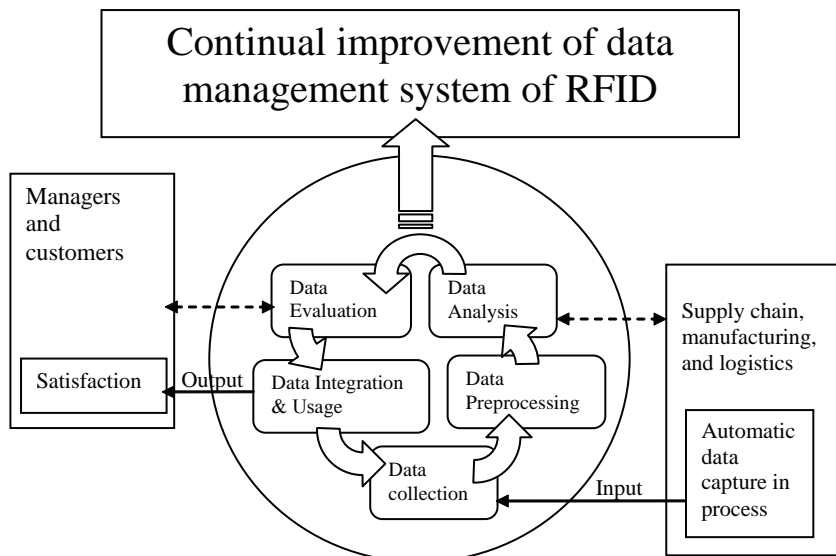 Continual improvement of data
management system of RFID
Managers
and
customers
Data
Evaluation
Data
Analysis
Supply chain,
manufacturing,
and logistics
Satisfaction
Output
Data Integration
& Usage
Data
Preprocessing
Data
collection
Input
Automatic
data
capture in
process